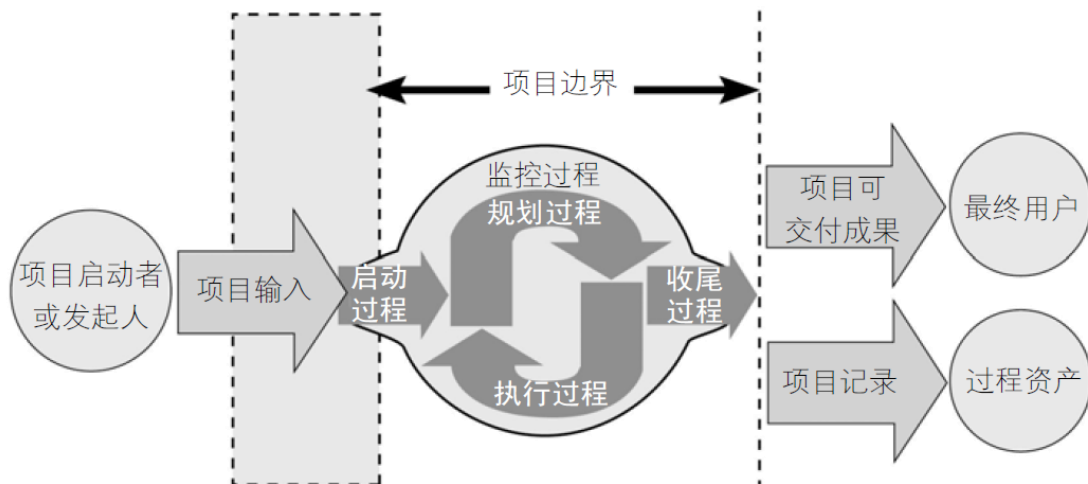 项目边界
监控过程
规划过程
项目启动者
或发起人
项目输入
启动
过程
收尾
过程
执行过程
项目可
交付成果
最终用户
项目记录
过程资产